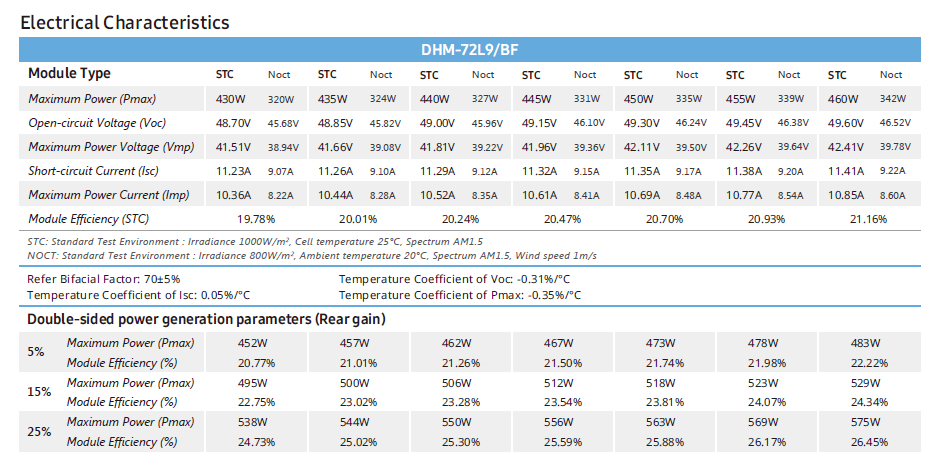 Electrical Characteristics
DHM-72L9/BF
Module Type STC Noct STC Noct STC Noct STC Noct STC Noct STC Noct STC Noct
Maximum Power (Pmax) 430W 320W 435W 324W 440W 327W 445W 331W 450W 335W 455W 339W 460W 342W
Open-circuit Voltage (Voc) 48.70V 45.68V 48.85V 45.82V 49.00V 45.96V 49.15V 46.10V 49.30V 46.24V 49.45V 46.38V 49.60V 46.52V
Maximum Power Voltage (Vmp) 41.51V 38.94V 41.66V 39.08V 41.81V 39.22V 41.96V 39.36V 42.11V 39.50V 42.26V 39.64V 42.41V 39.78V
Short-circuit Current (Isc) 11.23A 9.07A 11.26A 9.10A 11.29A 9.12A 11.32A 9.15A 11.35A 9.17A 11.38A 9.20A 11.41A 9.22A
Maximum Power Current (Imp) 10.36A 8.22A 10.44A 8.28A 10.52A 8.35A 10.61A 8.41A 10.69A 8.48A 10.77A 8.54A 10.85A 8.60A
Module Efficiency (STC) 19.78% 20.01% 20.24% 20.47% 20.70% 20.93% 21.16%
STC: Standard Test Environment : Irradiance 1000W/m², Cell temperature 25°C, Spectrum AM1.5
NOCT: Standard Test Environment : Irradiance 800W/m², Ambient temperature 20°C, Spectrum AM1.5, Wind speed 1m/s
Refer Bifacial Factor: 70±5% Temperature Coefficient of Voc: -0.31%/°C
Temperature Coefficient of Isc: 0.05%/°C Temperature Coefficient of Pmax: -0.35%/°C
Double-sided power generation parameters (Rear gain)
5% Maximum Power (Pmax) 452W 457W 462W 467W 473W 478W 483W
Module Efficiency (%) 20.77% 21.01% 21.26% 21.50% 21.74% 21.98% 22.22%
15% Maximum Power (Pmax) 495W 500W 506W 512W 518W 523W 529W
Module Efficiency (%) 22.75% 23.02% 23.28% 23.54% 23.81% 24.07% 24.34%
25% Maximum Power (Pmax) 538W 544W 550W 556W 563W 569W 575W
Module Efficiency (%) 24.73% 25.02% 25.30% 25.59% 25.88% 26.17% 26.45%